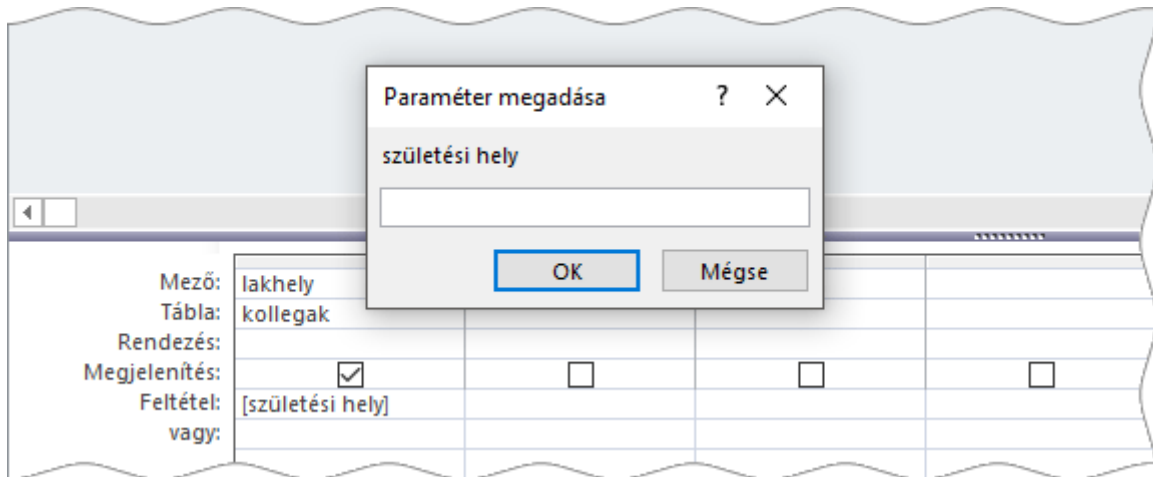 Paraméter megadása ?
születési hely
OK Mégse
Mező: lakhely
Tábla: kollegak
Rendezés:
Megjelenítés:
Feltétel: [születési hely]
vagy: